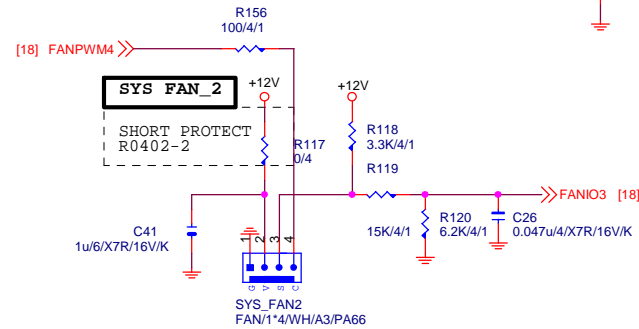 R156
100/4/1
[18] FANPWM4
SYS FAN_2
+12V
+12V
SHORT PROTECT
R0402-2
R117
0/4
R118
3.3K/4/1
R119
FANIO3 [18]
C41
1u/6/X7R/16V/K
15K/4/1
R120
6.2K/4/1
C26
0.047u/4/X7R/16V/K
1 2 3 4
G V S C
SYS_FAN2
FAN/1*4/WH/A3/PA66